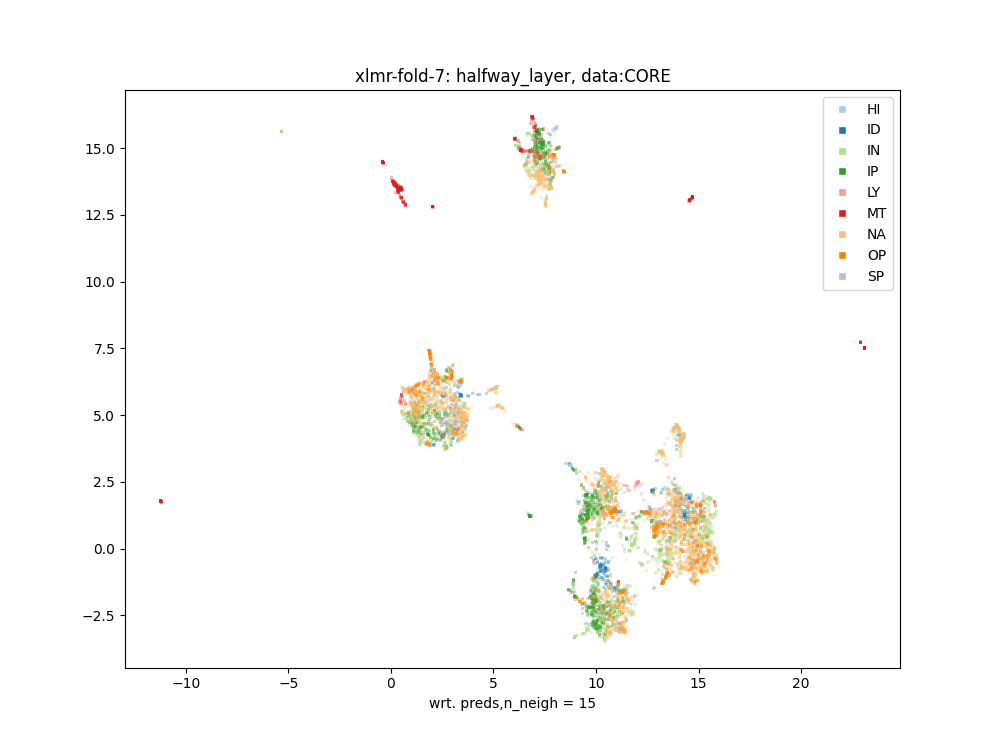 xlmr-fold-7: halfway_layer, data:CORE
HI
ID
IN
IP
LY
MT
NA
OP
SP
15.0
12.5
10.0
7.5
5.0
2.5
0.0
−2.5
−10
−5
0
5
10
15
20
wrt. preds,n_neigh = 15